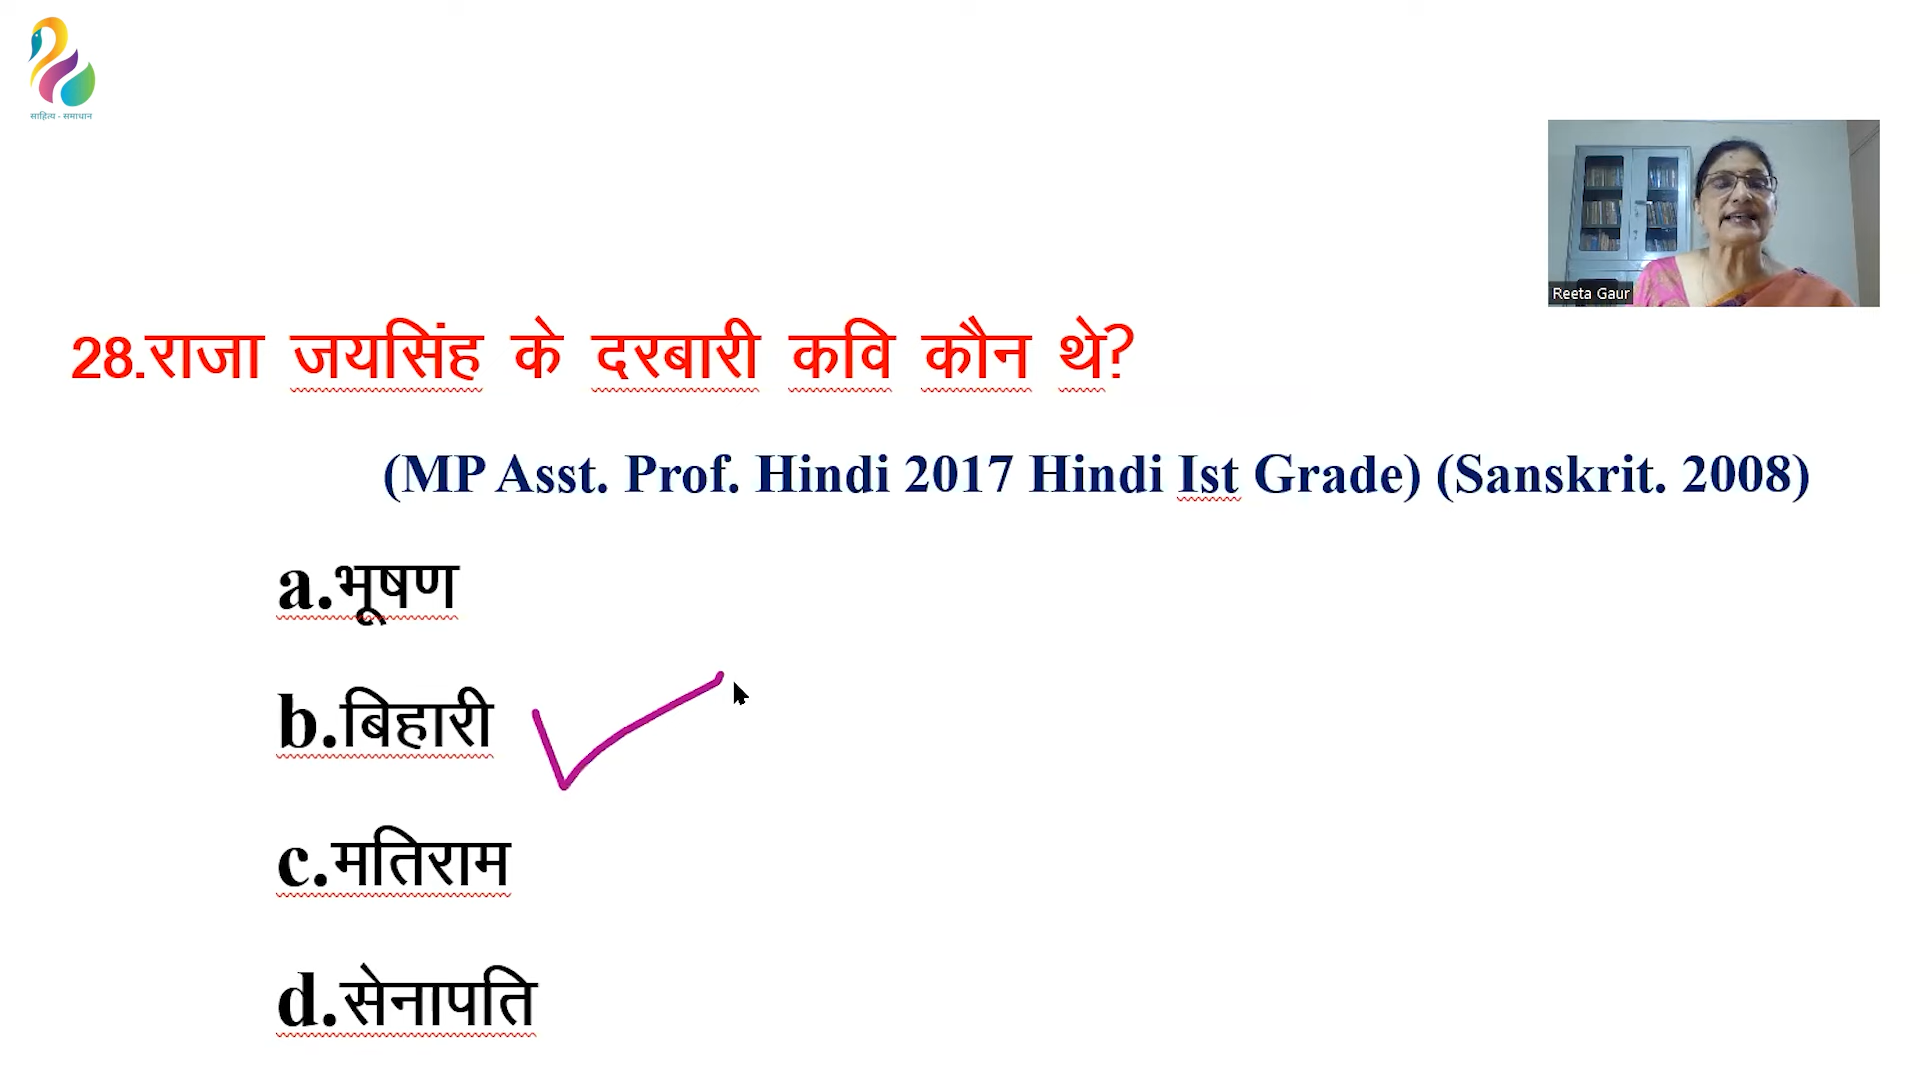 साहित्य - समाधान
Reeta Gaur
28.राजा जयसिंह के दरबारी कवि कौन थे?
(MP Asst. Prof. Hindi 2017 Hindi Ist Grade) (Sanskrit. 2008)
a.भूषण
b.बिहारी
c.मतिराम
d.सेनापति